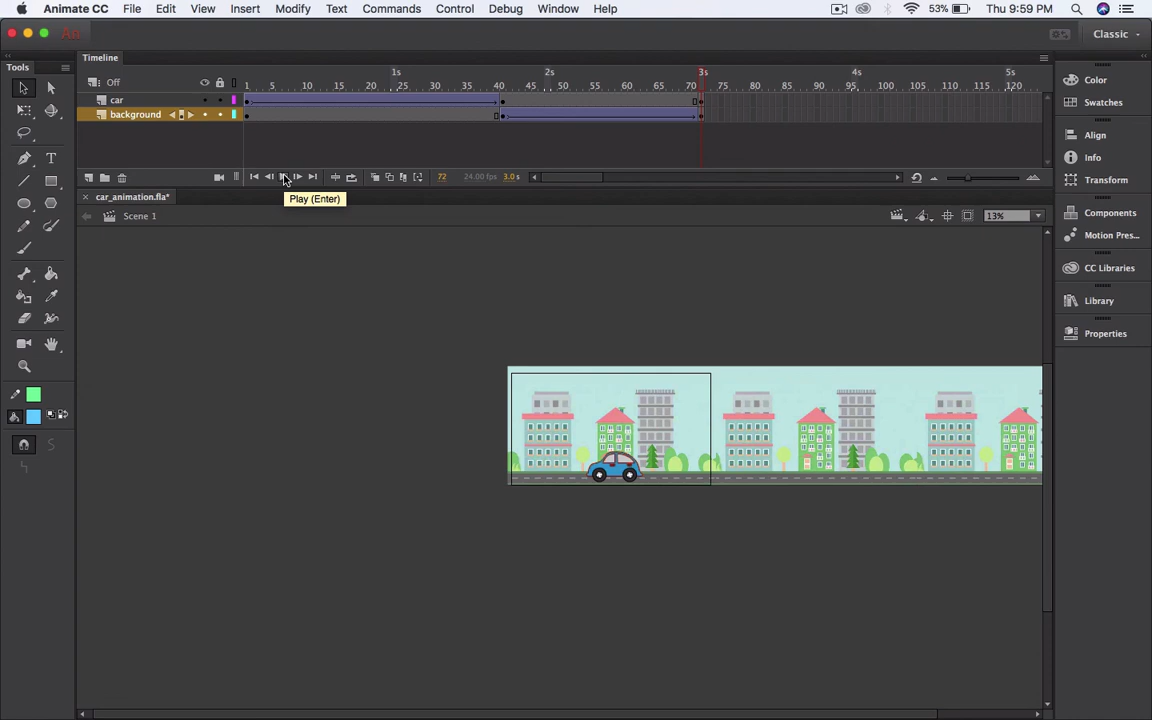 Animate CC File Edit View Insert Modify Text Commands Control Debug Window Help 53% Thu 9:59 PM
An Classic
Timeline
Tools
Off 1s 2s 3s 4s 5s
1 5 10 15 20 25 30 35 40 45 50 55 60 65 70 75 80 85 90 95 100 105 110 115 120
car
background
72 24.00 fps 3.0 s
Play (Enter)
car_animation.fla*
Scene 1 13%
Color
Swatches
Align
Info
Transform
Components
Motion Pres...
CC Libraries
Library
Properties